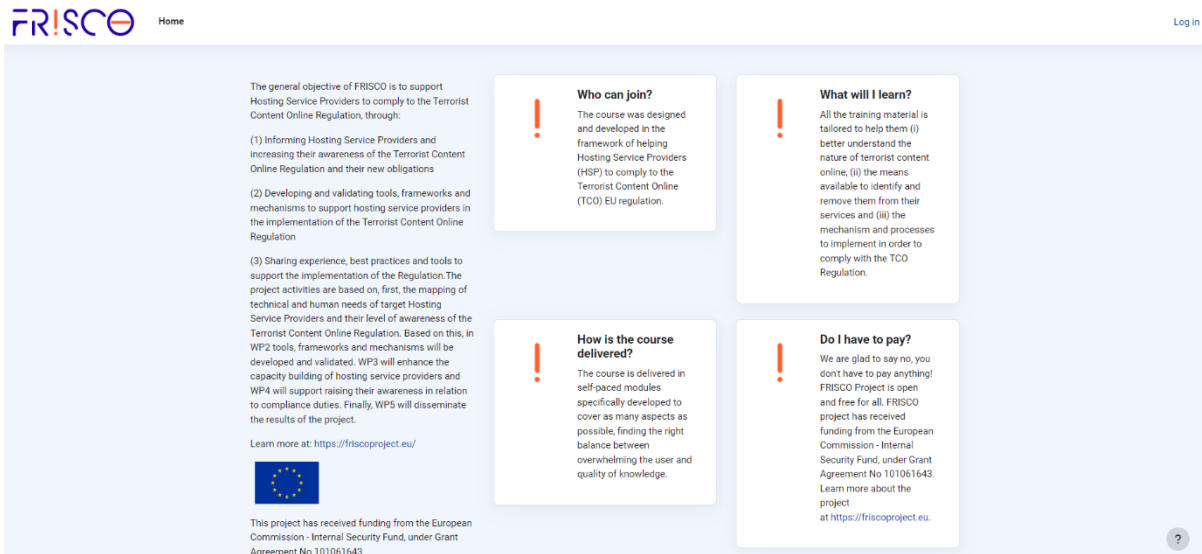 FR!SCO
Home
Log in
The general objective of FRISCO is to support
Hosting Service Providers to comply to the Terrorist
Content Online Regulation, through:
(1) Informing Hosting Service Providers and
increasing their awareness of the Terrorist Content
Online Regulation and their new obligations
(2) Developing and validating tools, frameworks and
mechanisms to support hosting service providers in
the implementation of the Terrorist Content Online
Regulation
(3) Sharing experience, best practices and tools to
support the implementation of the Regulation.The
project activities are based on, first, the mapping of
technical and human needs of target Hosting
Service Providers and their level of awareness of the
Terrorist Content Online Regulation. Based on this, in
WP2 tools, frameworks and mechanisms will be
developed and validated. WP3 will enhance the
capacity building of hosting service providers and
WP4 will support raising their awareness in relation
to compliance duties. Finally, WP5 will disseminate
the results of the project.
Learn more at: https://friscoproject.eu/
This project has received funding from the European
Commission - Internal Security Fund, under Grant
Agreement No 101061643
!
Who can join?
The course was designed
and developed in the
framework of helping
Hosting Service Providers
(HSP) to comply to the
Terrorist Content Online
(TCO) EU regulation.
!
What will I learn?
All the training material is
tailored to help them (i)
better understand the
nature of terrorist content
online, (ii) the means
available to identify and
remove them from their
services and (iii) the
mechanism and processes
to implement in order to
comply with the TCO
Regulation.
!
How is the course
delivered?
The course is delivered in
self-paced modules
specifically developed to
cover as many aspects as
possible, finding the right
balance between
overwhelming the user and
quality of knowledge.
!
Do I have to pay?
We are glad to say no, you
don't have to pay anything!
FRISCO Project is open
and free for all. FRISCO
project has received
funding from the European
Commission - Internal
Security Fund, under Grant
Agreement No 101061643.
Learn more about the
project
at https://friscoproject.eu.
?